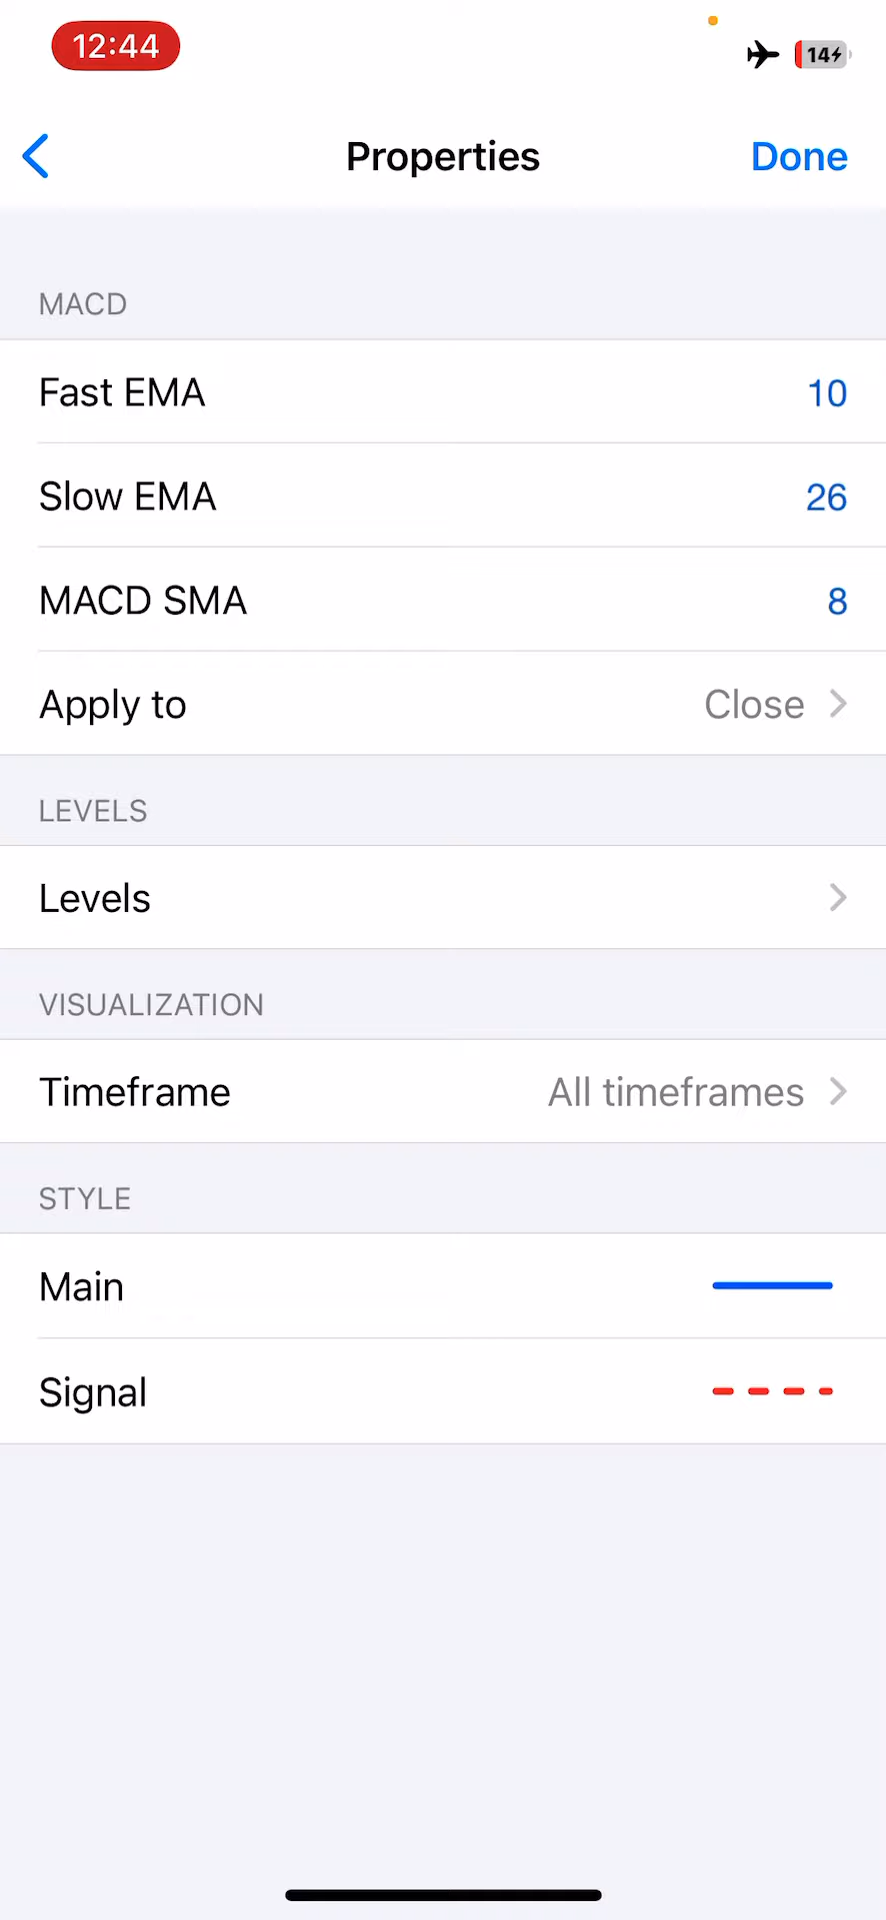 12:44
14
Properties
Done
MACD
Fast EMA
10
Slow EMA
26
MACD SMA
8
Apply to
Close
LEVELS
Levels
VISUALIZATION
Timeframe
All timeframes
STYLE
Main
Signal